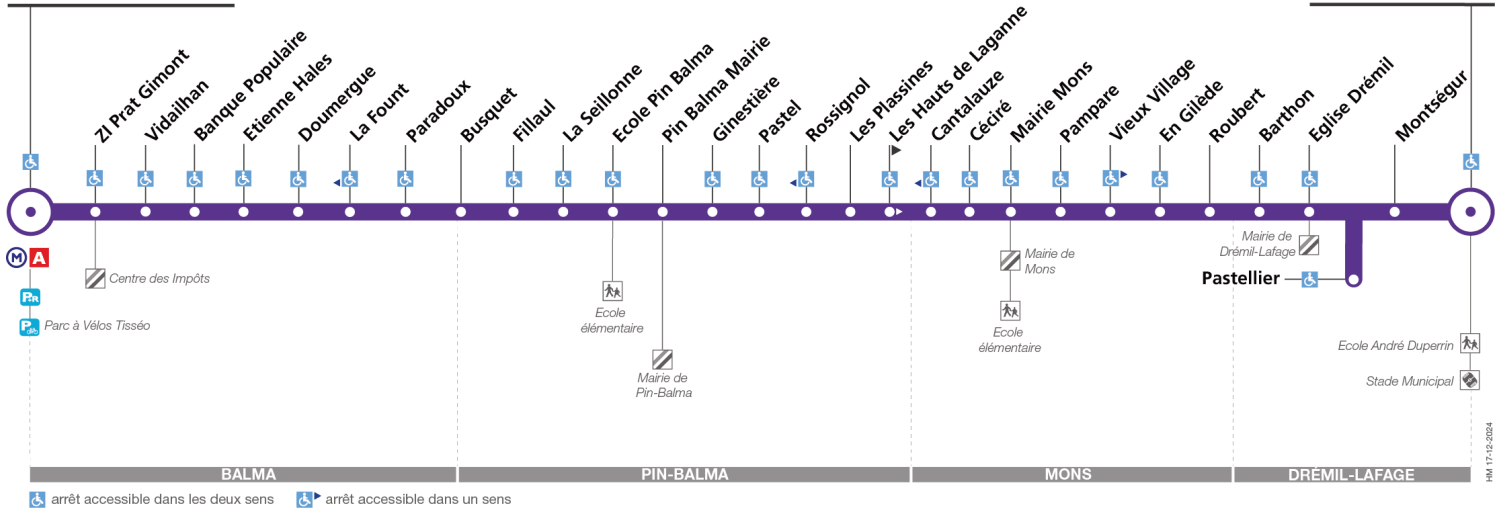 ZI Prat Gimont
Vidailhan
Banque Populaire
Etienne Hales
Doumergue
La Fount
Paradoux
Busquet
Fillaul
La Seillonne
Ecole Pin Balma
Pin Balma Mairie
Ginestière
Pastel
Rossignol
Les Plassines
Les Hauts de Laganne
Cantalauze
Céciré
Mairie Mons
Pampare
Vieux Village
En Gilède
Roubert
Barthon
Eglise Drémil
Montségur
M A
Centre des Impôts
P+R
P
Parc à Vélos Tisséo
Ecole
élémentaire
Mairie de
Pin-Balma
Mairie de
Mons
Ecole
élémentaire
Mairie de
Drémil-Lafage
Pastellier
Ecole André Duperrin
Stade Municipal
HM 17-12-2024
BALMA
PIN-BALMA
MONS
DRÉMIL-LAFAGE
arrêt accessible dans les deux sens
arrêt accessible dans un sens